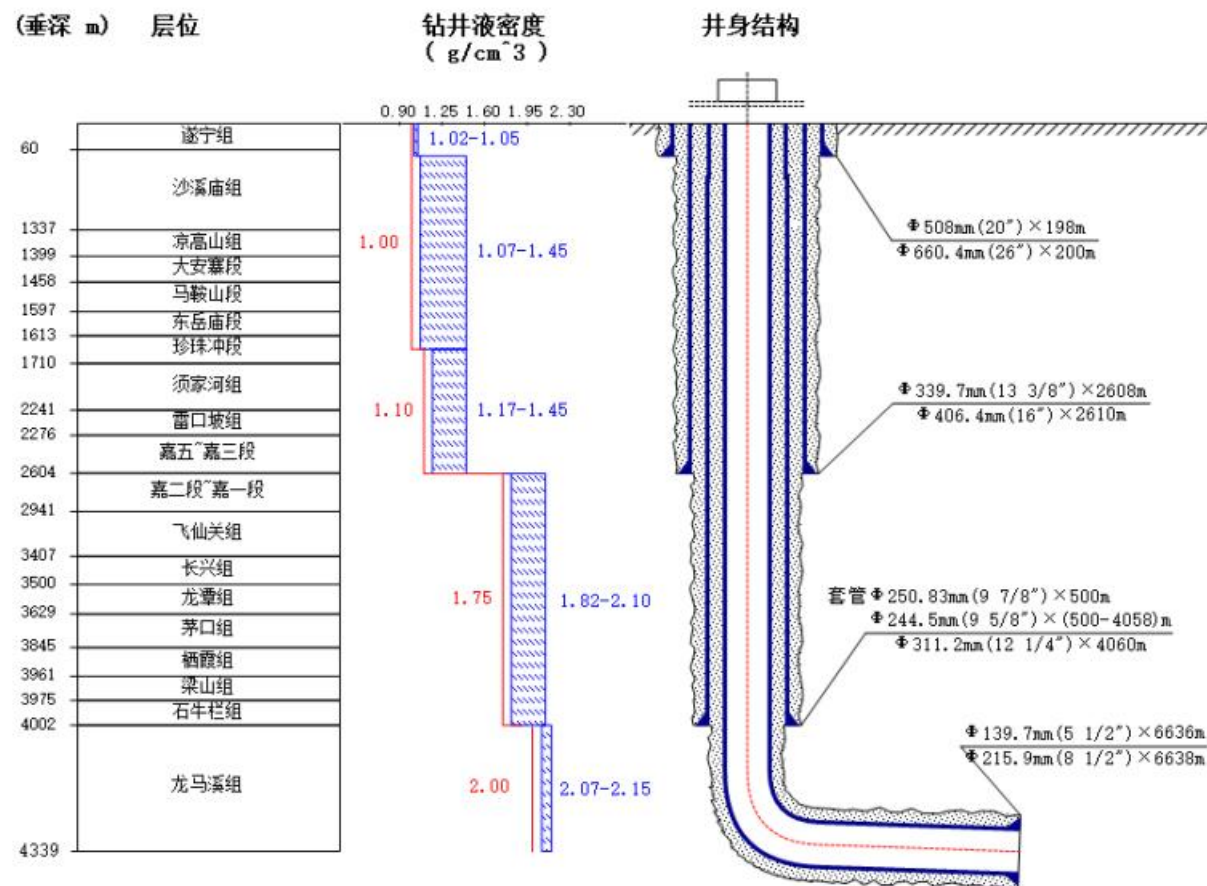 (垂深 m) 层位 钻井液密度 井身结构
( g/cm^3 )
0.90 1.25 1.60 1.95 2.30
遂宁组
1.02-1.05
60
沙溪庙组
Φ508mm(20")×198m
1337
凉高山组
1.00
1.07-1.45
Φ660.4mm(26")×200m
1399
大安寨段
1458
马鞍山段
1597
东岳庙段
1613
珍珠冲段
1710
须家河组
Φ339.7mm(13 3/8")×2608m
2241
1.10
1.17-1.45
Φ406.4mm(16")×2610m
雷口坡组
2276
嘉五~嘉三段
2604
嘉二段~嘉一段
2941
飞仙关组
3407
长兴组
3500
龙潭组
1.75
1.82-2.10
套管Φ250.83mm(9 7/8")×500m
3629
Φ244.5mm(9 5/8")×(500-4058)m
茅口组
Φ311.2mm(12 1/4")×4060m
3845
栖霞组
3961
梁山组
3975
石牛栏组
4002
Φ139.7mm(5 1/2")×6636m
Φ215.9mm(8 1/2")×6638m
龙马溪组
2.00
2.07-2.15
4339